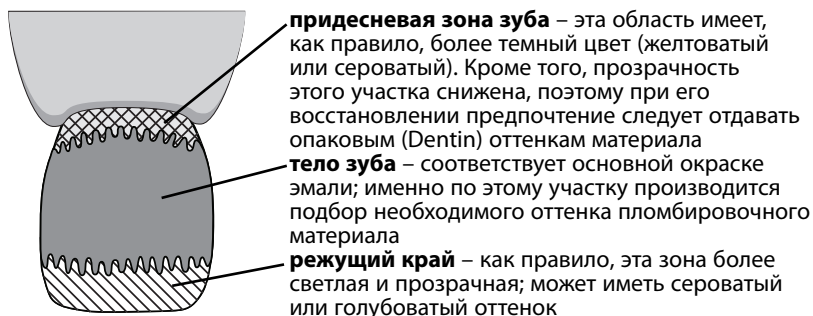 придесневая зона зуба – эта область имеет,
как правило, более темный цвет (желтоватый
или сероватый). Кроме того, прозрачность
этого участка снижена, поэтому при его
восстановлении предпочтение следует отдавать
опаковым (Dentin) оттенкам материала
тело зуба – соответствует основной окраске
эмали; именно по этому участку производится
подбор необходимого оттенка пломбировочного
материала
режущий край – как правило, эта зона более
светлая и прозрачная; может иметь сероватый
или голубоватый оттенок